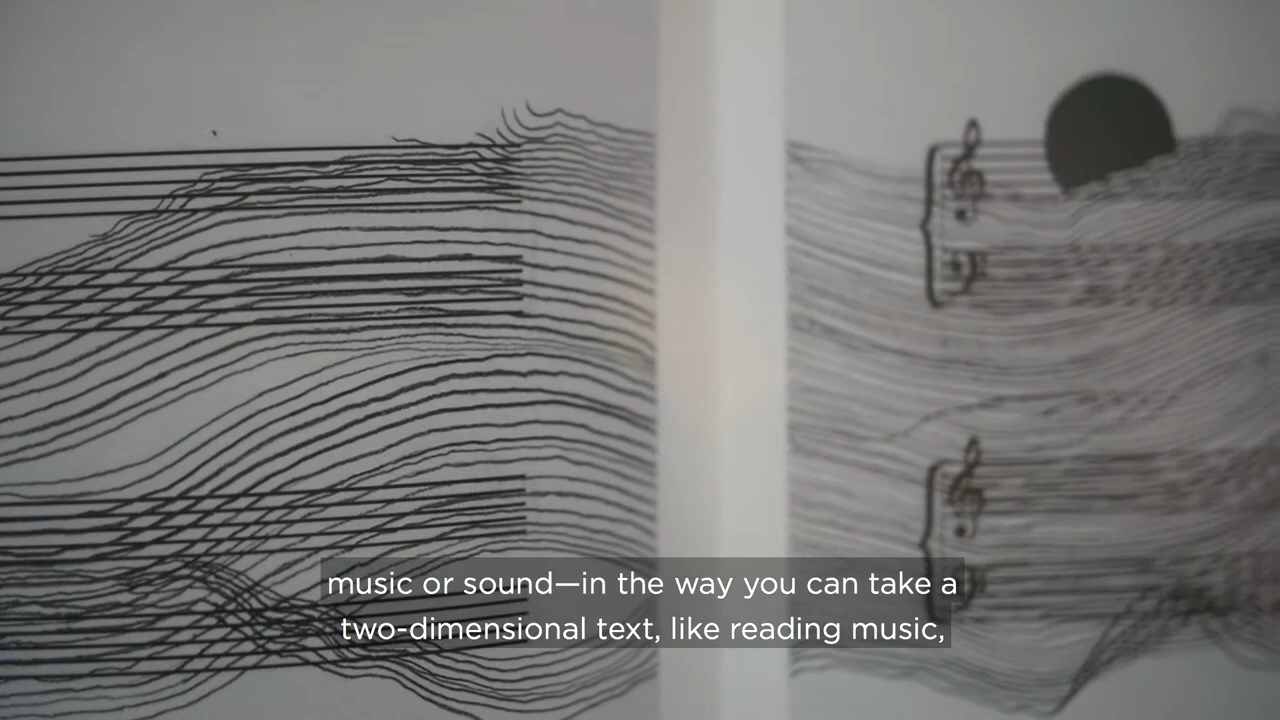 music or sound—in the way you can take a
two-dimensional text, like reading music,